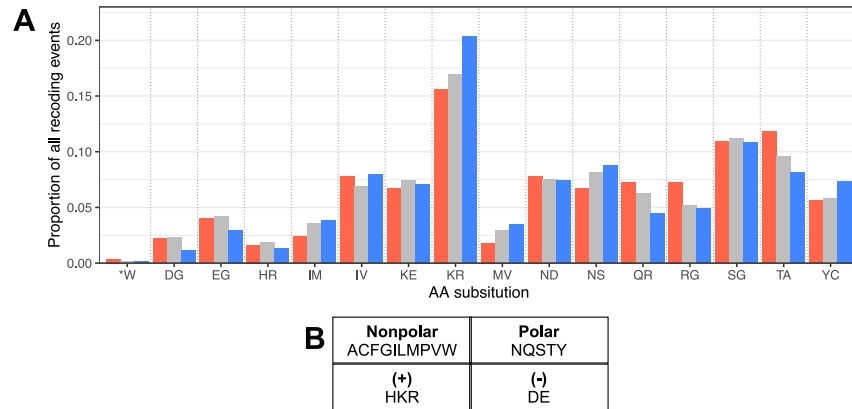 A
Proportion of all recoding events
0.20
0.15
0.10
0.05
0.00
*W DG EG HR IM IV KE KR MV ND NS QR RG SG TA YC
AA subsitution
B
Nonpolar Polar
ACFGILMPVW NQSTY
(+) (-)
HKR DE